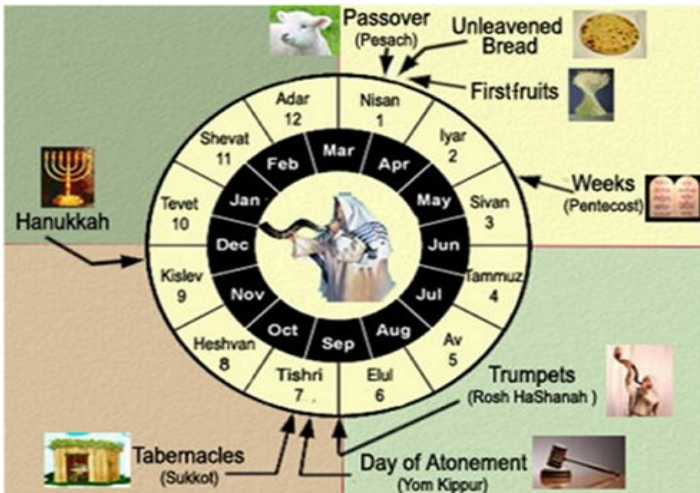 Passover
(Pesach)
Unleavened
Bread
Firstfruits
Weeks
(Pentecost)
Hanukkah
Trumpets
(Rosh HaShanah )
Day of Atonement
(Yom Kippur)
Tabernacles
(Sukkot)
Nisan
1
Iyar
2
Sivan
3
Tammuz
4
Av
5
Elul
6
Tishri
7
Heshvan
8
Kislev
9
Tevet
10
Shevat
11
Adar
12
Mar
Apr
May
Jun
Jul
Aug
Sep
Oct
Nov
Dec
Jan
Feb